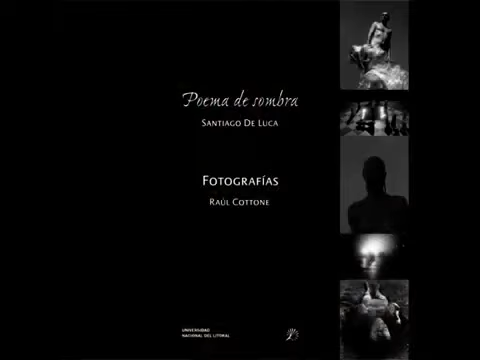 Poema de sombra
SANTIAGO DE LUCA
FOTOGRAFÍAS
RAÚL COTTONE
UNIVERSIDAD
NACIONAL DEL LITORAL